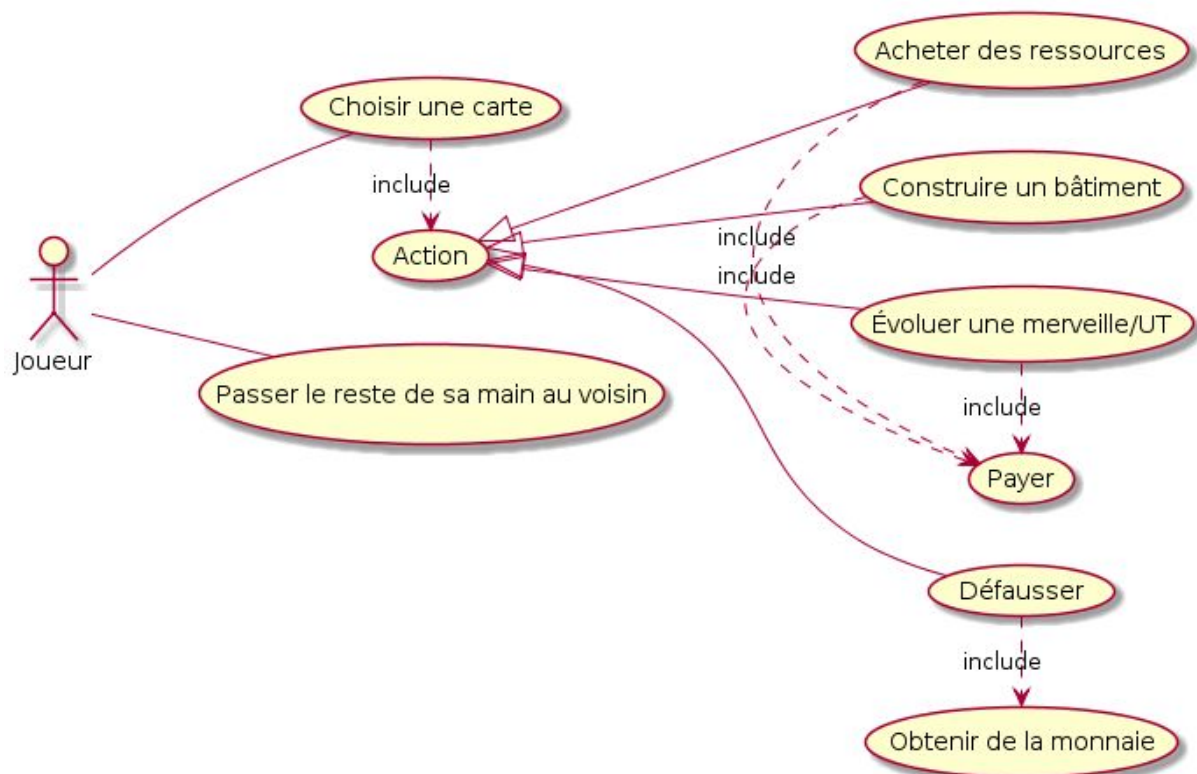 Acheter des ressources
Choisir une carte
include
Construire un bâtiment
include
Action
include
Évoluer une merveille/UT
Joueur
Passer le reste de sa main au voisin
include
Payer
Défausser
include
Obtenir de la monnaie